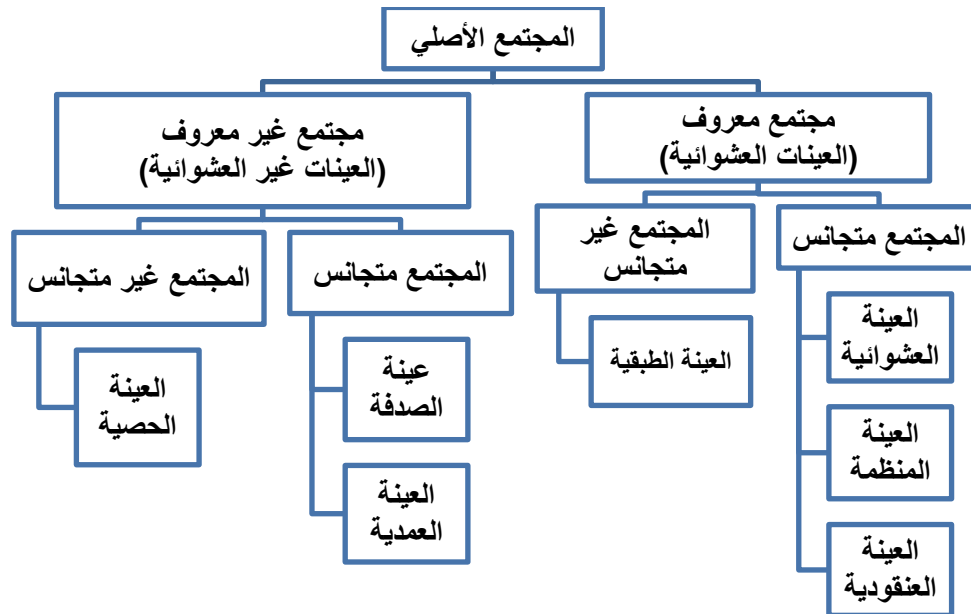 المجتمع الأصلي
مجتمع معروف
(العينات العشوائية)
المجتمع متجانس
العينة
العشوائية
العينة
المنظمة
العينة
العنقودية
المجتمع غير
متجانس
العينة الطبقية
مجتمع غير معروف
(العينات غير العشوائية)
المجتمع متجانس
عينة
الصدفة
العينة
العمدية
المجتمع غير متجانس
العينة
الحصية